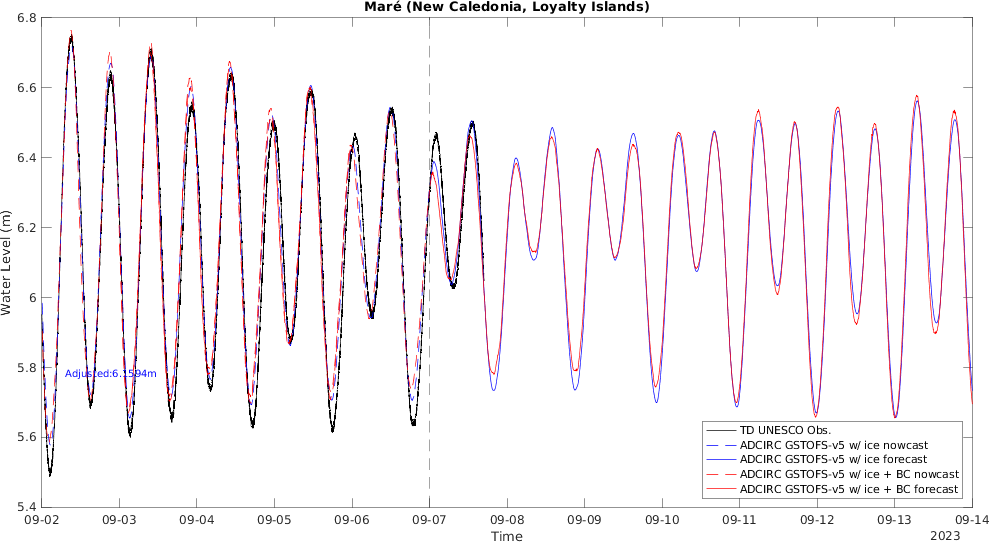 Maré (New Caledonia, Loyalty Islands)
6.8
6.6
6.4
6.2
6
5.8
5.6
5.4
Water Level (m)
Adjusted:6.1594m
TD UNESCO Obs.
ADCIRC GSTOFS-v5 w/ ice nowcast
ADCIRC GSTOFS-v5 w/ ice forecast
ADCIRC GSTOFS-v5 w/ ice + BC nowcast
ADCIRC GSTOFS-v5 w/ ice + BC forecast
09-02 09-03 09-04 09-05 09-06 09-07 09-08 09-09 09-10 09-11 09-12 09-13 09-14
Time
2023